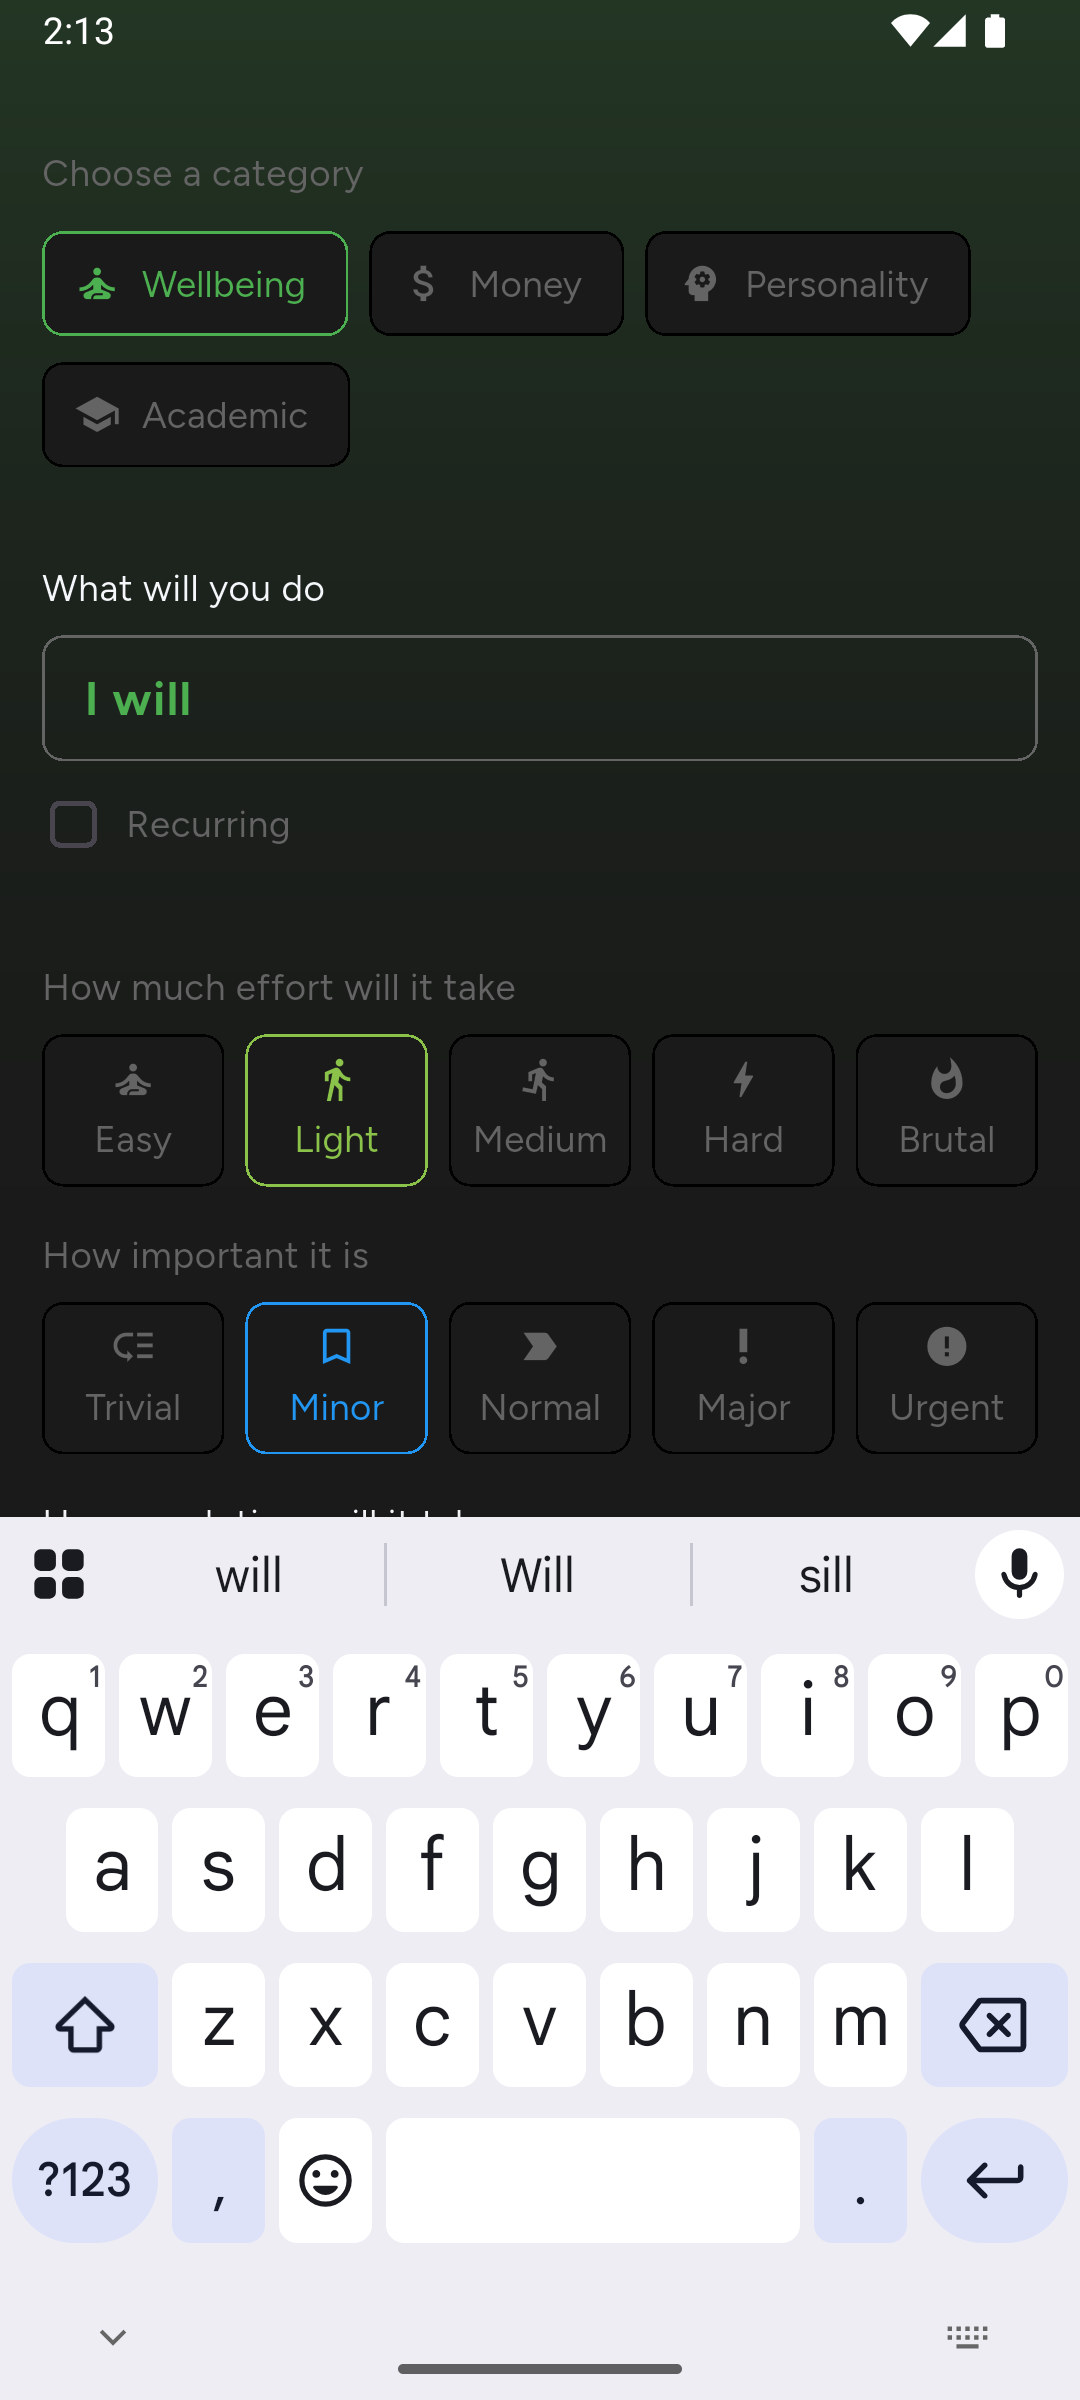 2:13
Choose a category
Wellbeing
Money
Personality
Academic
What will you do
I will
Recurring
How much effort will it take
Easy
Light
Medium
Hard
Brutal
How important it is
Trivial
Minor
Normal
Major
Urgent
will
Will
sill
q 1 w 2 e 3 r 4 t 5 y 6 u 7 i 8 o 9 p 0
a s d f g h j k l
z x c v b n m
?123 , .